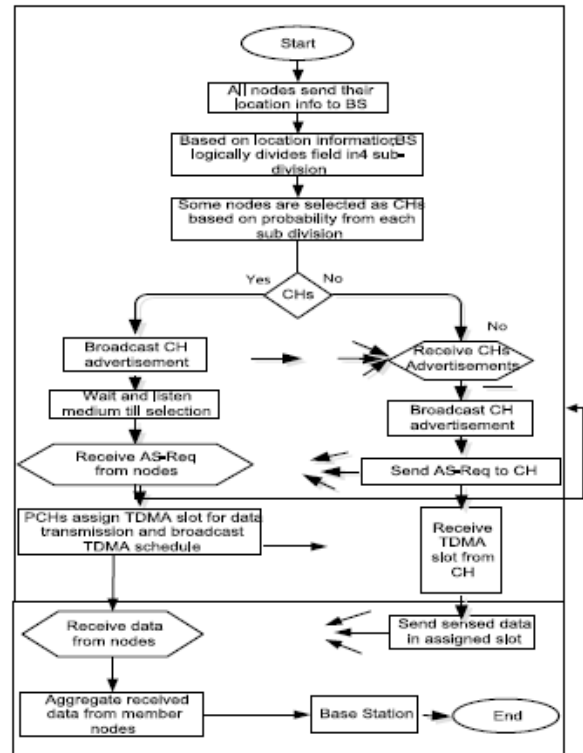 Start
All nodes send their
location info to BS
Based on location information,BS
logically divides field in4 sub-
division
Some nodes are selected as CHs
based on probability from each
sub division
Yes
No
CHs
No
Broadcast CH
advertisement
Receive CHs
Advertisements
Wait and listen
medium till selection
Broadcast CH
advertisement
Receive AS-Req
from nodes
Send AS-Req to CH
PCHs assign TDMA slot for data
transmission and broadcast
TDMA schedule
Receive
TDMA
slot from
CH
Receive data
from nodes
Send sensed data
in assigned slot
Aggregate received
data from member
nodes
Base Station
End